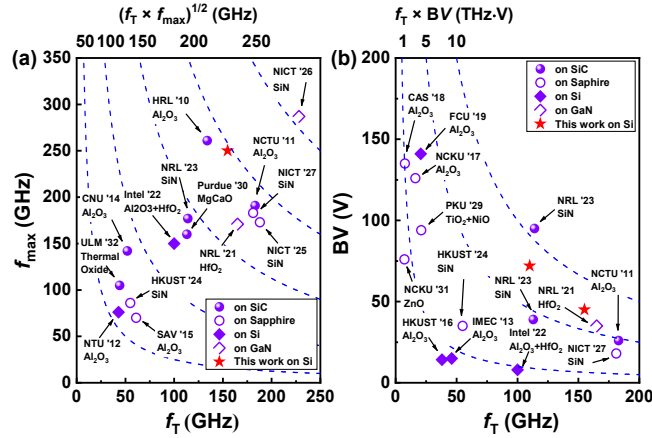 (f_T × f_max)^1/2 (GHz)
50 100 150 200 250
(a)
350
300
250
200
150
100
50
0
f_max (GHz)
NICT '26
SiN
HRL '10
Al₂O₃
NCTU '11
Al₂O₃
NRL '23
SiN
Purdue '30
MgCaO
NICT '27
SiN
Intel '22
Al2O3+HfO₂
CNU '14
Al₂O₃
ULM '32
Thermal
Oxide
NRL '21
HfO₂
NICT '25
SiN
HKUST '24
SiN
NTU '12
Al₂O₃
SAV '15
Al₂O₃
on SiC
on Sapphire
on Si
on GaN
This work on Si
0 50 100 150 200 250
f_T (GHz)
f_T × BV (THz·V)
1 5 10
(b)
200
150
100
50
0
BV (V)
CAS '18
Al₂O₃
FCU '19
Al₂O₃
NCKU '17
Al₂O₃
PKU '29
TiO₂+NiO
NCKU '31
ZnO
HKUST '24
SiN
NRL '23
SiN
NRL '23
SiN
NRL '21
HfO₂
NCTU '11
Al₂O₃
HKUST '16
Al₂O₃
IMEC '13
Al₂O₃
Intel '22
Al₂O₃+HfO₂
NICT '27
SiN
on SiC
on Saphire
on Si
on GaN
This work on Si
0 50 100 150 200
f_T (GHz)